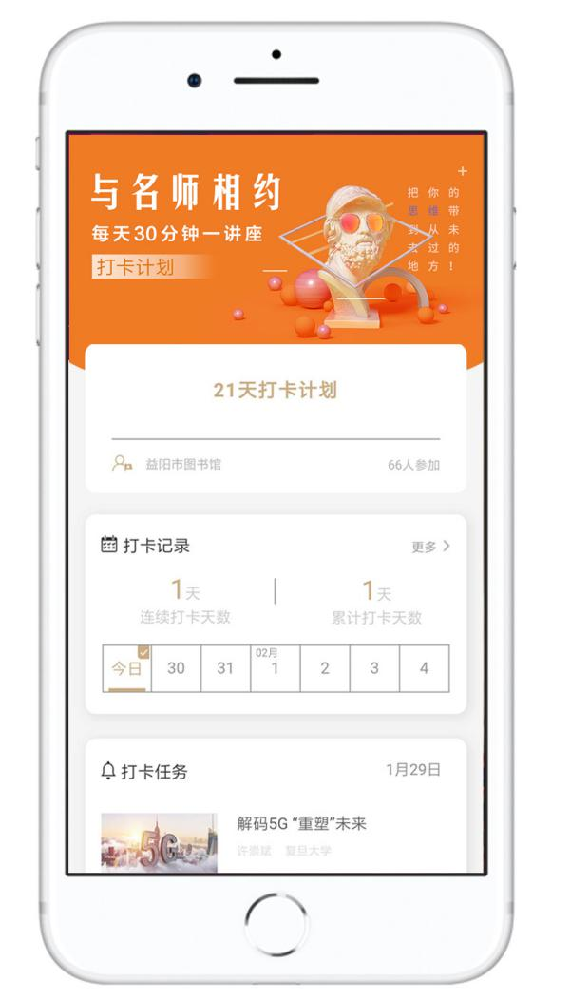 与名师相约
每天30分钟一讲座
打卡计划
把你的
思维带
到从未
去过的
地方！
21天打卡计划
益阳市图书馆
66人参加
打卡记录
更多
1天
连续打卡天数
1天
累计打卡天数
02月
今日 30 31 1 2 3 4
打卡任务
1月29日
5G
解码5G “重塑”未来
许崇斌 复旦大学